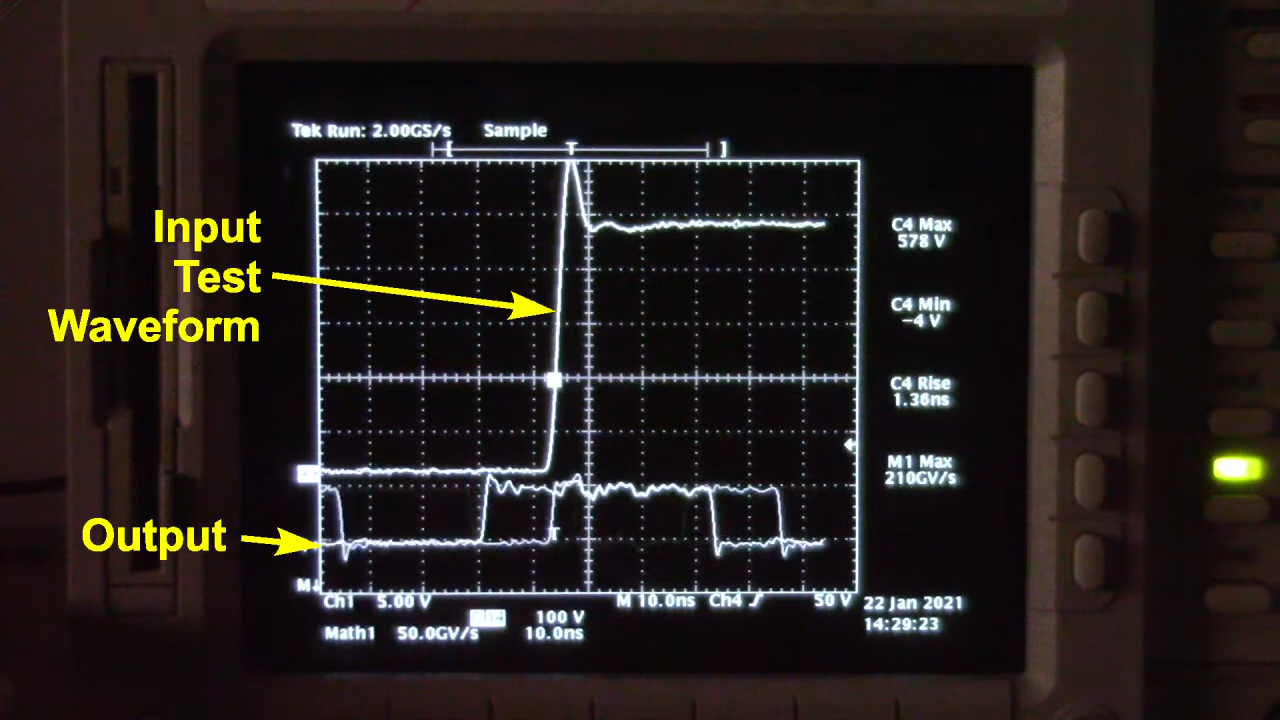 Tek Run: 2.00GS/s Sample
T
Input
Test
Waveform
C4 Max
578 V
C4 Min
-4 V
C4 Rise
1.36ns
M1 Max
210GV/s
Output
T
Ch1 5.00 V M 10.0ns Ch4 50 V
100 V
Math1 50.0GV/s 10.0ns
22 Jan 2021
14:29:23